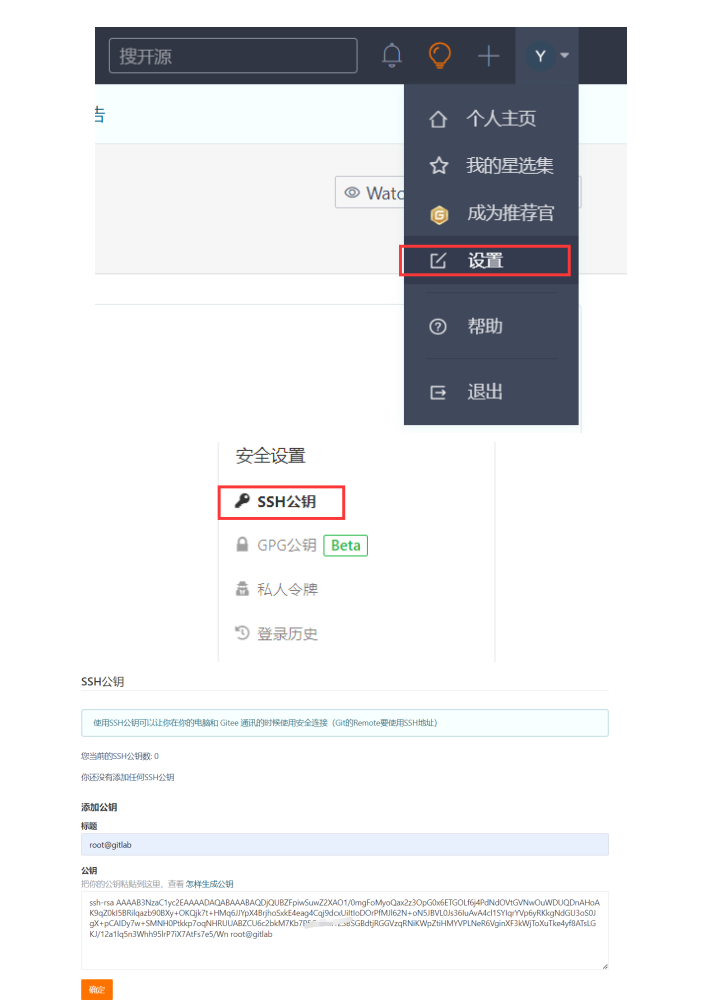 搜开源
Y
告
个人主页
我的星选集
Watc
成为推荐官
设置
帮助
退出
安全设置
SSH公钥
GPG公钥 Beta
私人令牌
登录历史
SSH公钥
使用SSH公钥可以让你在你的电脑和 Gitee 通讯的时候使用安全连接（Git的Remote要使用SSH地址）
您当前的SSH公钥数: 0
你还没有添加任何SSH公钥
添加公钥
标题
root@gitlab
公钥
把你的公钥粘贴到这里，查看 怎样生成公钥
ssh-rsa AAAAB3NzaC1yc2EAAAADAQABAAABAQDjQUBZFpiwSuwZ2XAO1/0mgFoMyoQax2z3OpG0x6ETGOLf6j4PdNdOVtGVNwOuWDUQDnAHoA
K9qZ0kI5BRilqazb90BXy+OKQjk7t+HMq6JJYpX4BrjhoSxkE4eag4Cqj9dcxUiItIoDOrPfMJl62N+oN5JBVL0Js36luAvA4cl1SYIqrYVp6yRKkgNdGU3oS0J
gX+pCAIDy7w+SMNH0Ptkkp7oqNHRUUABZCU6c2bkM7Kb7
KJ/12a1lq5n3Whh95lrP7iX7AtFs7e5/Wn root@gitlab
确定